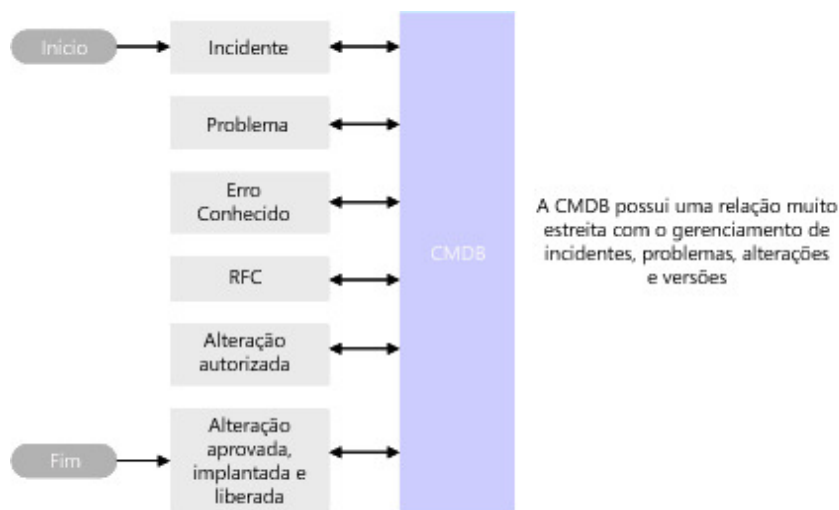 Início
Incidente
Problema
Erro
Conhecido
RFC
Alteração
autorizada
Fim
Alteração
aprovada,
implantada e
liberada
CMDB
A CMDB possui uma relação muito
estreita com o gerenciamento de
incidentes, problemas, alterações
e versões